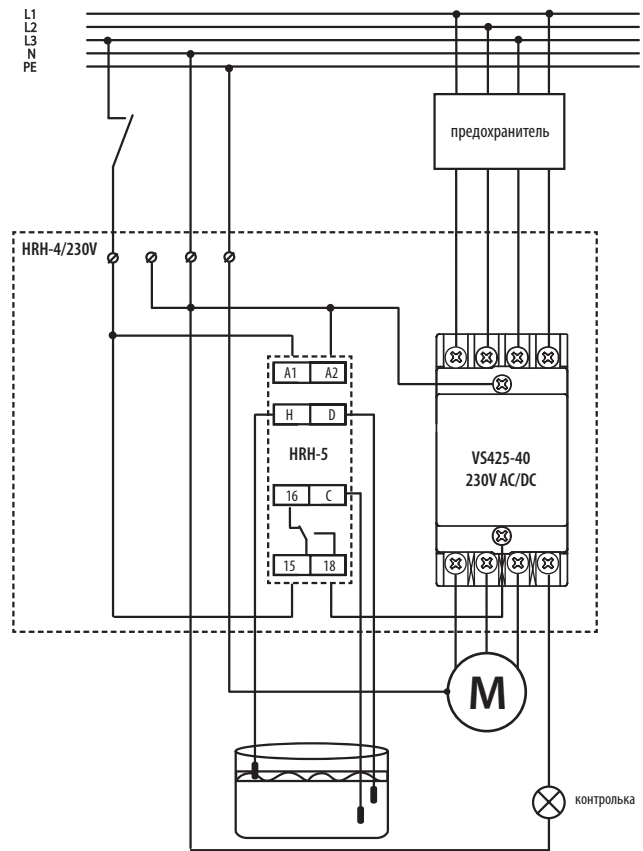 L1
L2
L3
N
PE
предохранитель
HRH-4/230V
A1 A2
H D
HRH-5
VS425-40
230V AC/DC
16 C
15 18
M
контролька